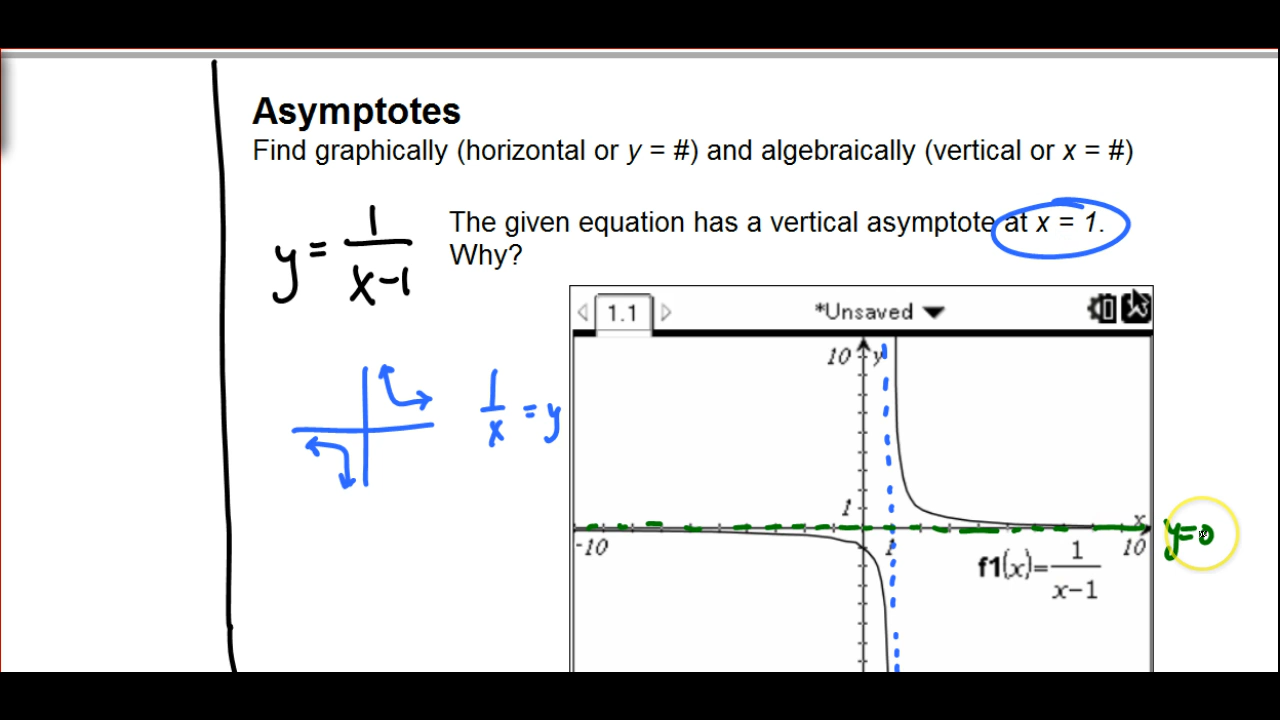 Asymptotes
Find graphically (horizontal or y = #) and algebraically (vertical or x = #)
y = 1/(x-1)
The given equation has a vertical asymptote at x = 1.
Why?
1.1
*Unsaved
10
y
1/x = y
1
x
y=0
-10
1
10
f1(x)=1/(x-1)